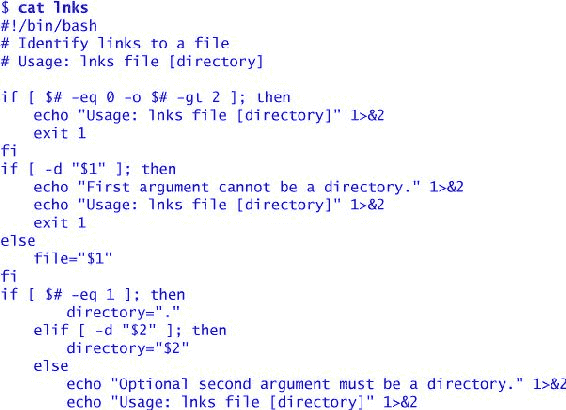 $ cat lnks
#!/bin/bash
# Identify links to a file
# Usage: lnks file [directory]

if [ $# -eq 0 -o $# -gt 2 ]; then
    echo "Usage: lnks file [directory]" 1>&2
    exit 1
fi
if [ -d "$1" ]; then
    echo "First argument cannot be a directory." 1>&2
    echo "Usage: lnks file [directory]" 1>&2
    exit 1
else
    file="$1"
fi
if [ $# -eq 1 ]; then
        directory="."
    elif [ -d "$2" ]; then
        directory="$2"
    else
        echo "Optional second argument must be a directory." 1>&2
        echo "Usage: lnks file [directory]" 1>&2